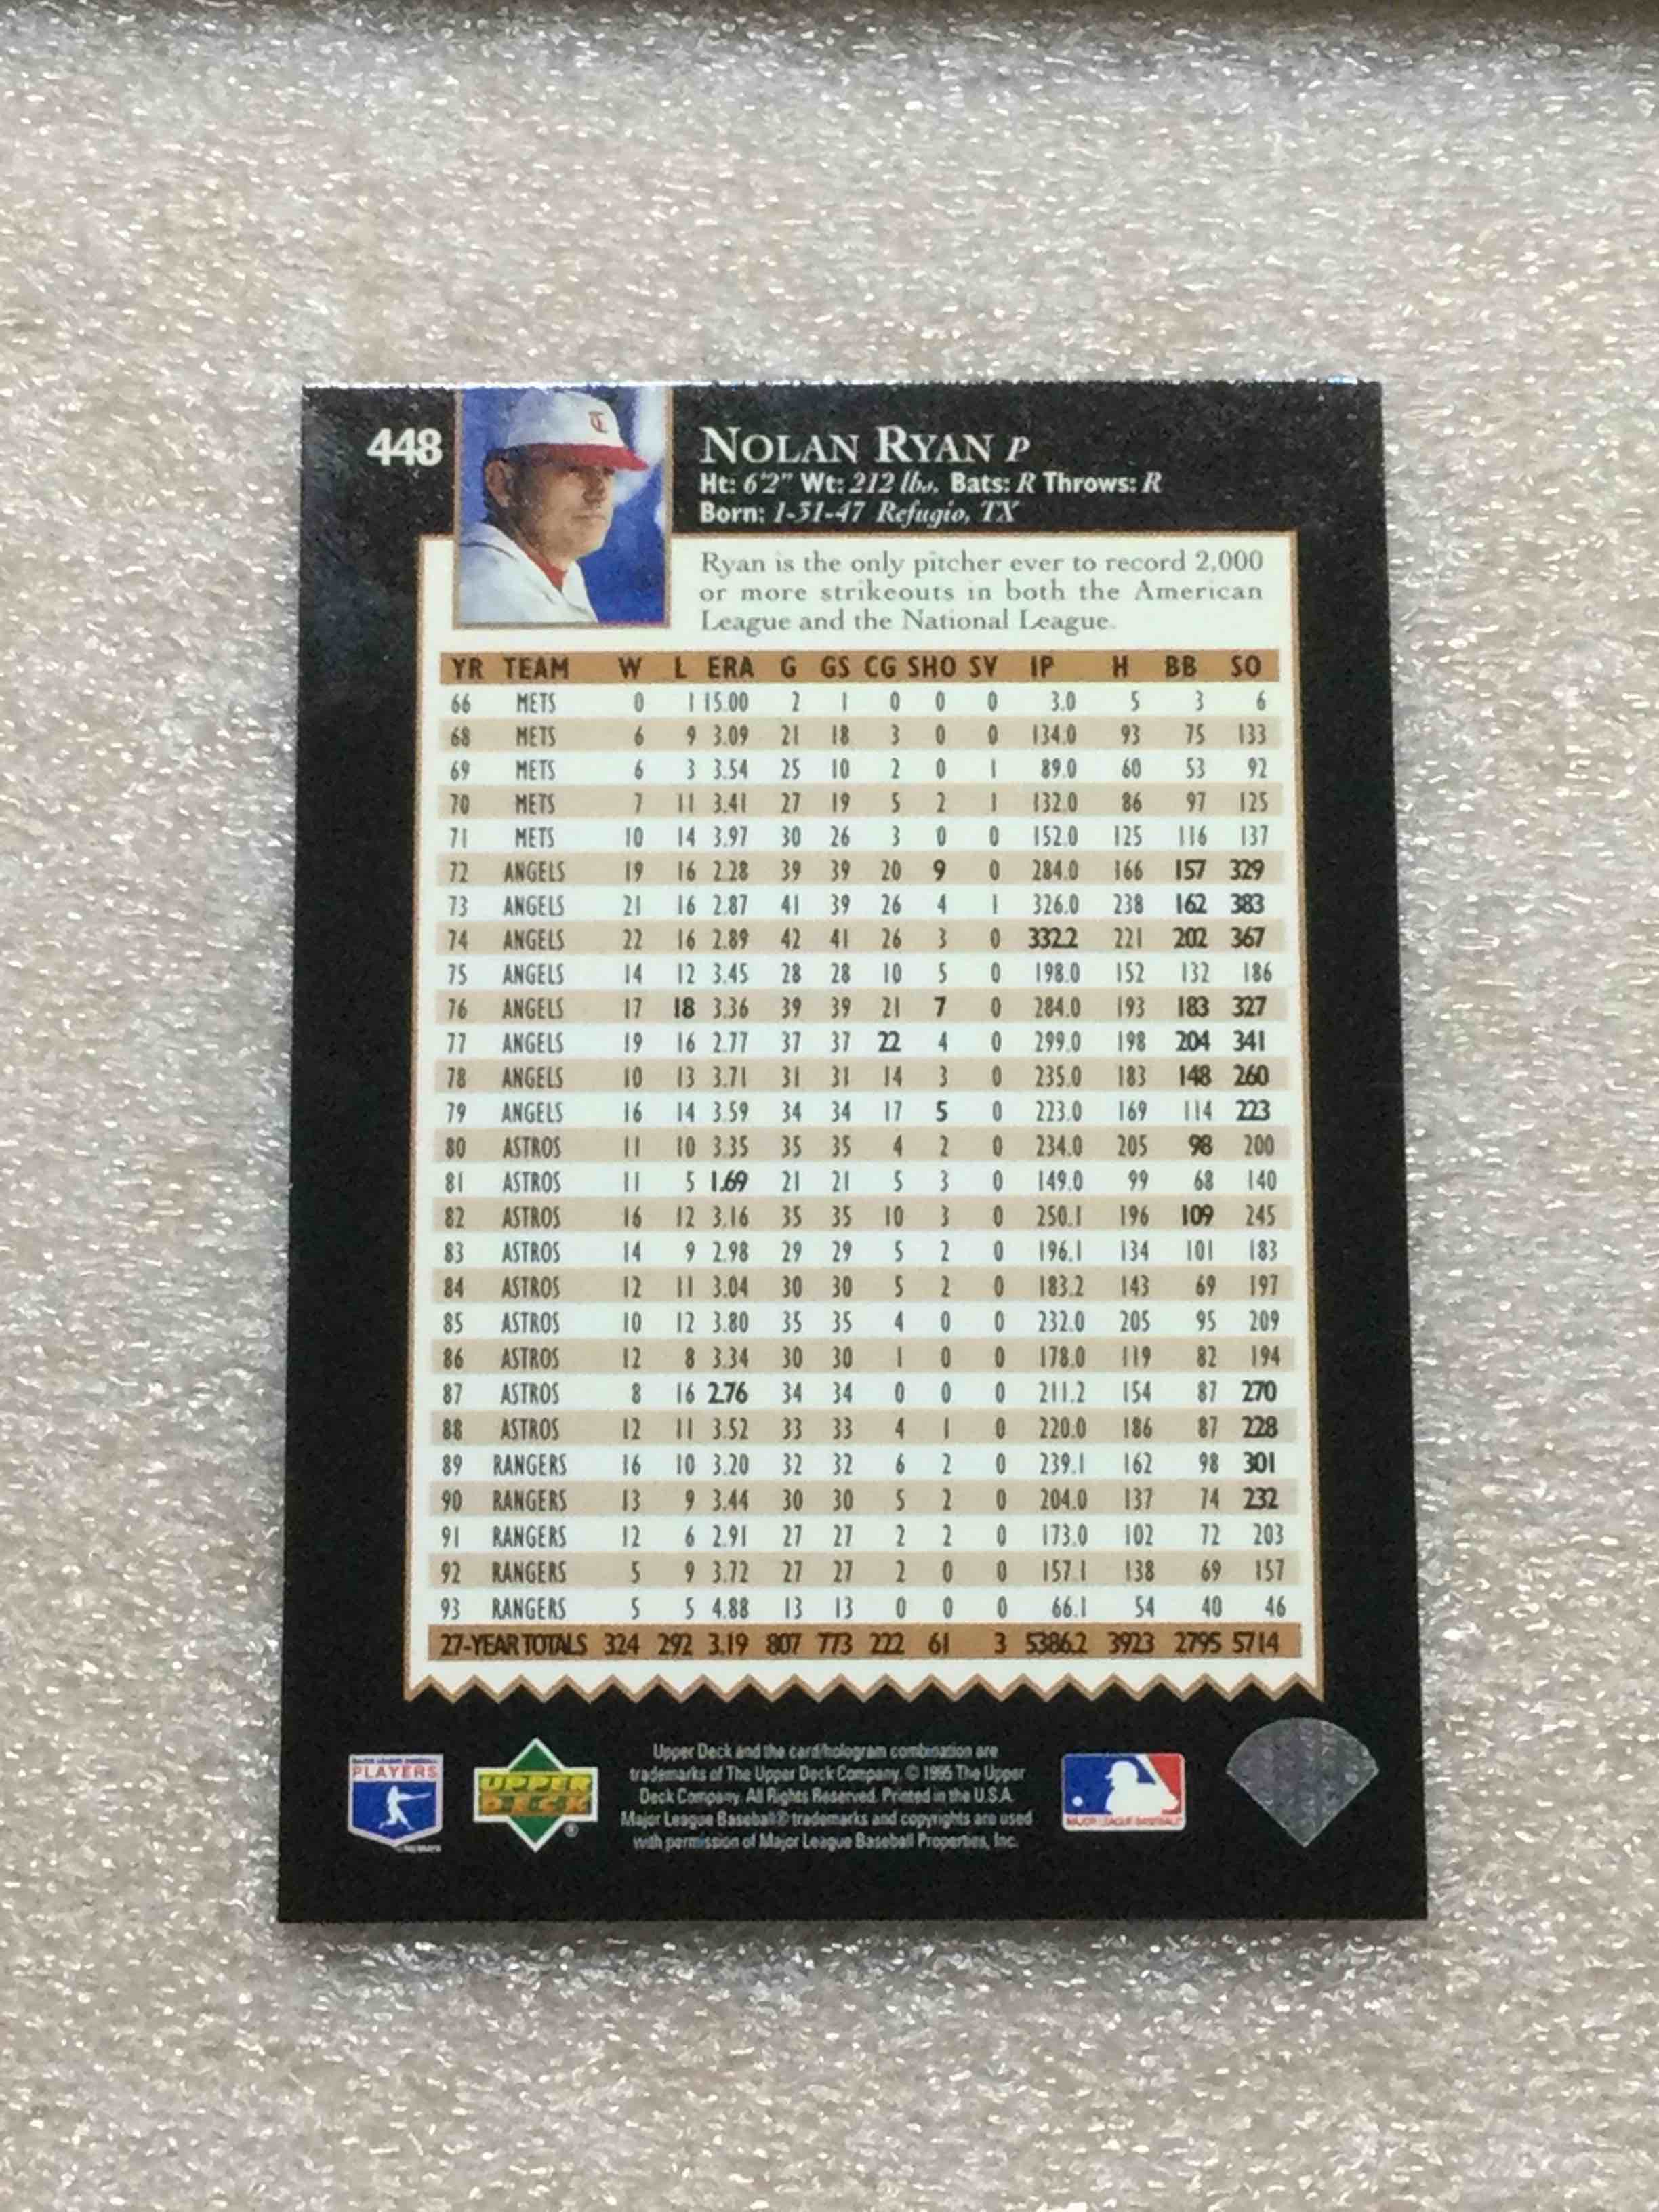 448
NOLAN RYAN P
Ht: 6'2" Wt: 212 lbs. Bats: R Throws: R
Born: 1-31-47 Refugio, TX
Ryan is the only pitcher ever to record 2,000
or more strikeouts in both the American
League and the National League.
YR TEAM W L ERA G GS CG SHO SV IP H BB SO
66 METS 0 1 15.00 2 1 0 0 0 3.0 5 3 6
68 METS 6 9 3.09 21 18 3 0 0 134.0 93 75 133
69 METS 6 3 3.54 25 10 2 0 1 89.0 60 53 92
70 METS 7 11 3.41 27 19 5 2 1 132.0 86 97 125
71 METS 10 14 3.97 30 26 3 0 0 152.0 125 116 137
72 ANGELS 19 16 2.28 39 39 20 9 0 284.0 166 157 329
73 ANGELS 21 16 2.87 41 39 26 4 1 326.0 238 162 383
74 ANGELS 22 16 2.89 42 41 26 3 0 332.2 221 202 367
75 ANGELS 14 12 3.45 28 28 10 5 0 198.0 152 132 186
76 ANGELS 17 18 3.36 39 39 21 7 0 284.0 193 183 327
77 ANGELS 19 16 2.77 37 37 22 4 0 299.0 198 204 341
78 ANGELS 10 13 3.71 31 31 14 3 0 235.0 183 148 260
79 ANGELS 16 14 3.59 34 34 17 5 0 223.0 169 114 223
80 ASTROS 11 10 3.35 35 35 4 2 0 234.0 205 98 200
81 ASTROS 11 5 1.69 21 21 5 3 0 149.0 99 68 140
82 ASTROS 16 12 3.16 35 35 10 3 0 250.1 196 109 245
83 ASTROS 14 9 2.98 29 29 5 2 0 196.1 134 101 183
84 ASTROS 12 11 3.04 30 30 5 2 0 183.2 143 69 197
85 ASTROS 10 12 3.80 35 35 4 0 0 232.0 205 95 209
86 ASTROS 12 8 3.34 30 30 1 0 0 178.0 119 82 194
87 ASTROS 8 16 2.76 34 34 0 0 0 211.2 154 87 270
88 ASTROS 12 11 3.52 33 33 4 1 0 220.0 186 87 228
89 RANGERS 16 10 3.20 32 32 6 2 0 239.1 162 98 301
90 RANGERS 13 9 3.44 30 30 5 2 0 204.0 137 74 232
91 RANGERS 12 6 2.91 27 27 2 2 0 173.0 102 72 203
92 RANGERS 5 9 3.72 27 27 2 0 0 157.1 138 69 157
93 RANGERS 5 5 4.88 13 13 0 0 0 66.1 54 40 46
27-YEAR TOTALS 324 292 3.19 807 773 222 61 3 5386.2 3923 2795 5714
MAJOR LEAGUE BASEBALL
PLAYERS
UPPER
DECK
®
Upper Deck and the card/hologram combination are
trademarks of The Upper Deck Company. © 1995 The Upper
Deck Company. All Rights Reserved. Printed in the U.S.A.
Major League Baseball® trademarks and copyrights are used
with permission of Major League Baseball Properties, Inc.
MAJOR LEAGUE BASEBALL